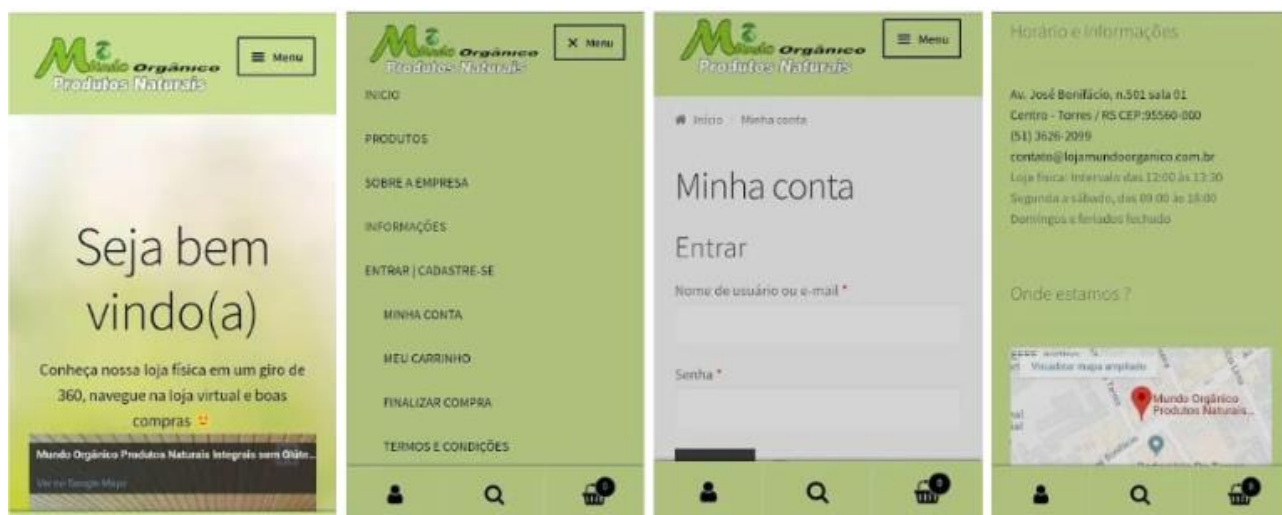 Mundo Orgânico
Produtos Naturais
Menu
Seja bem
vindo(a)
Conheça nossa loja física em um giro de
360, navegue na loja virtual e boas
compras
Mundo Orgânico Produtos Naturais Integrais sem Glúte...
Ver no Google Maps
Mundo Orgânico
Produtos Naturais
Menu
INICIO
PRODUTOS
SOBRE A EMPRESA
INFORMAÇÕES
ENTRAR | CADASTRE-SE
MINHA CONTA
MEU CARRINHO
FINALIZAR COMPRA
TERMOS E CONDIÇÕES
0
Mundo Orgânico
Produtos Naturais
Menu
Início
Minha conta
Minha conta
Entrar
Nome de usuário ou e-mail *
Senha *
0
Horário e Informações
Av. José Bonifácio, n.501 sala 01
Centro - Torres / RS CEP:95560-000
(51) 3626-2099
contato@lojamundoorganico.com.br
Loja física: Intervalo das 12:00 às 13:30
Segunda a sábado, das 09:00 às 18:00
Domingos e feriados fechado
Onde estamos ?
Visualizar mapa ampliado
Mundo Orgânico
Produtos Naturais...